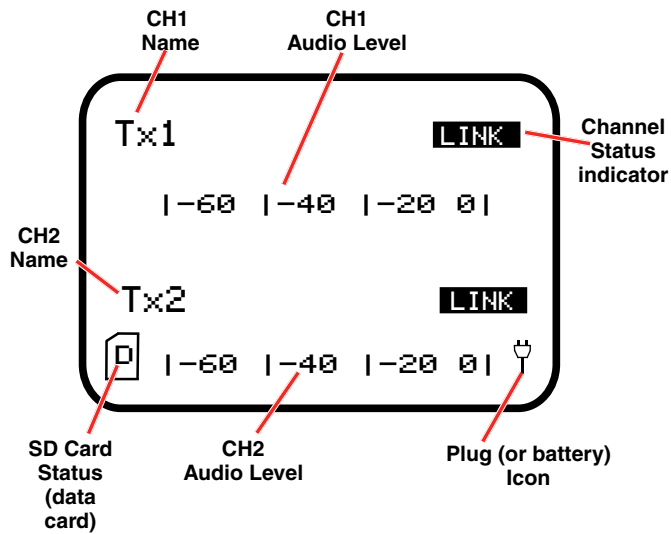 CH1
Name
CH1
Audio Level
Tx1
LINK
Channel
Status
indicator
|-60 |-40 |-20 0|
CH2
Name
Tx2
LINK
D
|-60 |-40 |-20 0|
SD Card
Status
(data
card)
CH2
Audio Level
Plug (or battery)
Icon